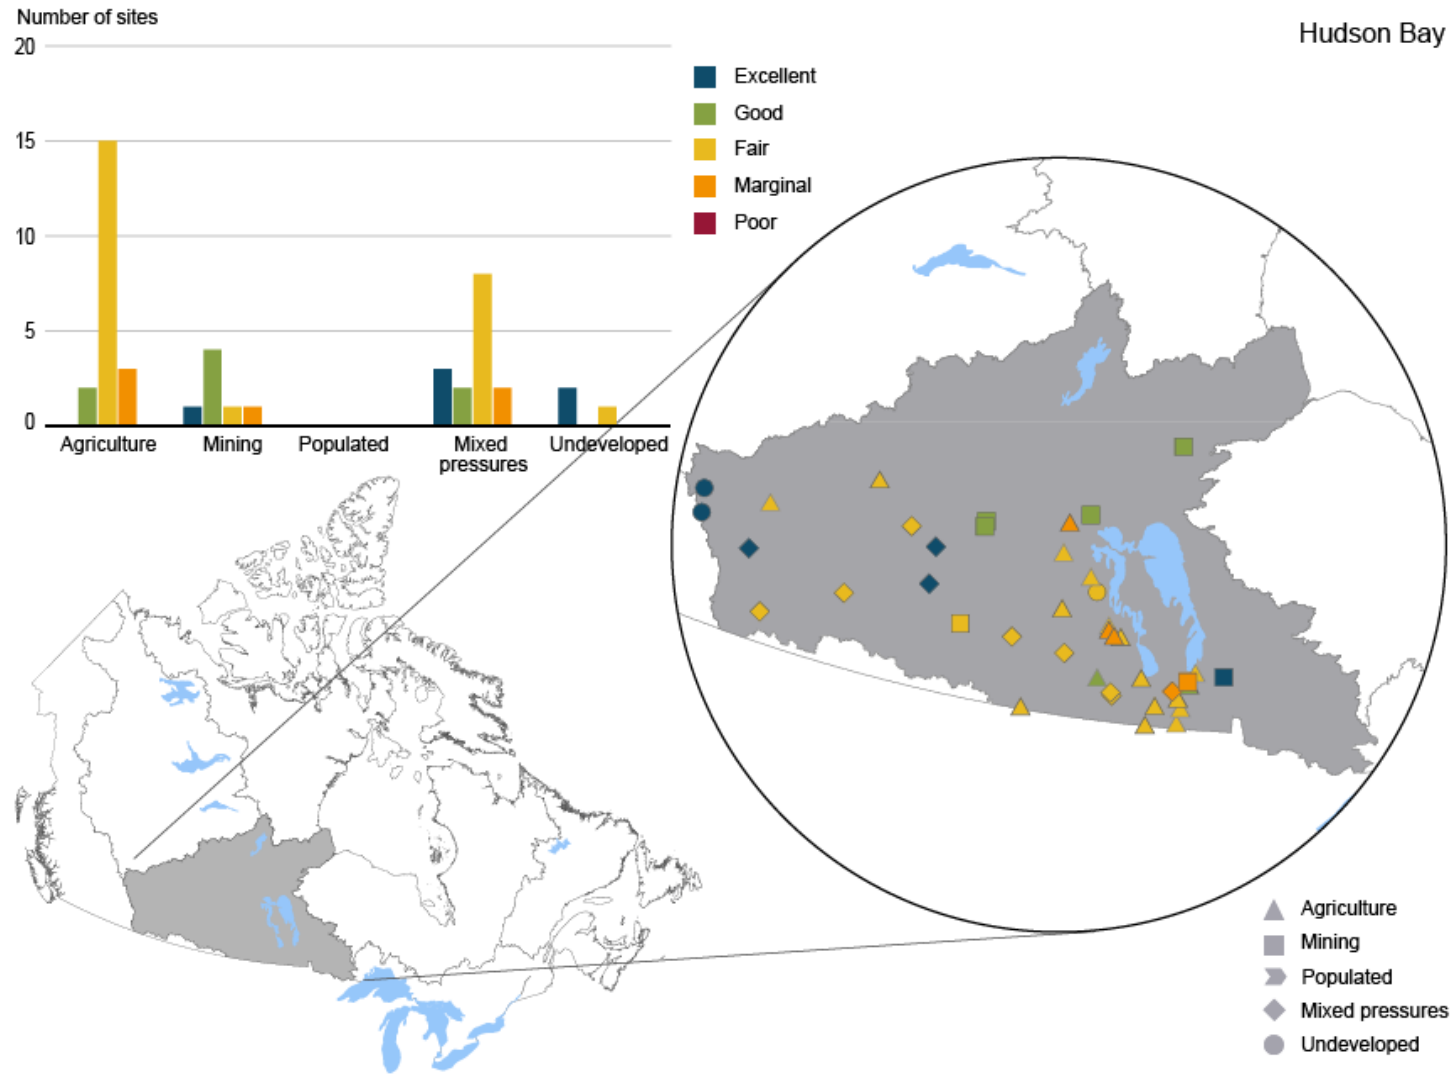 Number of sites
Hudson Bay
20
15
10
5
0
Agriculture
Mining
Populated
Mixed
pressures
Undeveloped
Excellent
Good
Fair
Marginal
Poor
Agriculture
Mining
Populated
Mixed pressures
Undeveloped